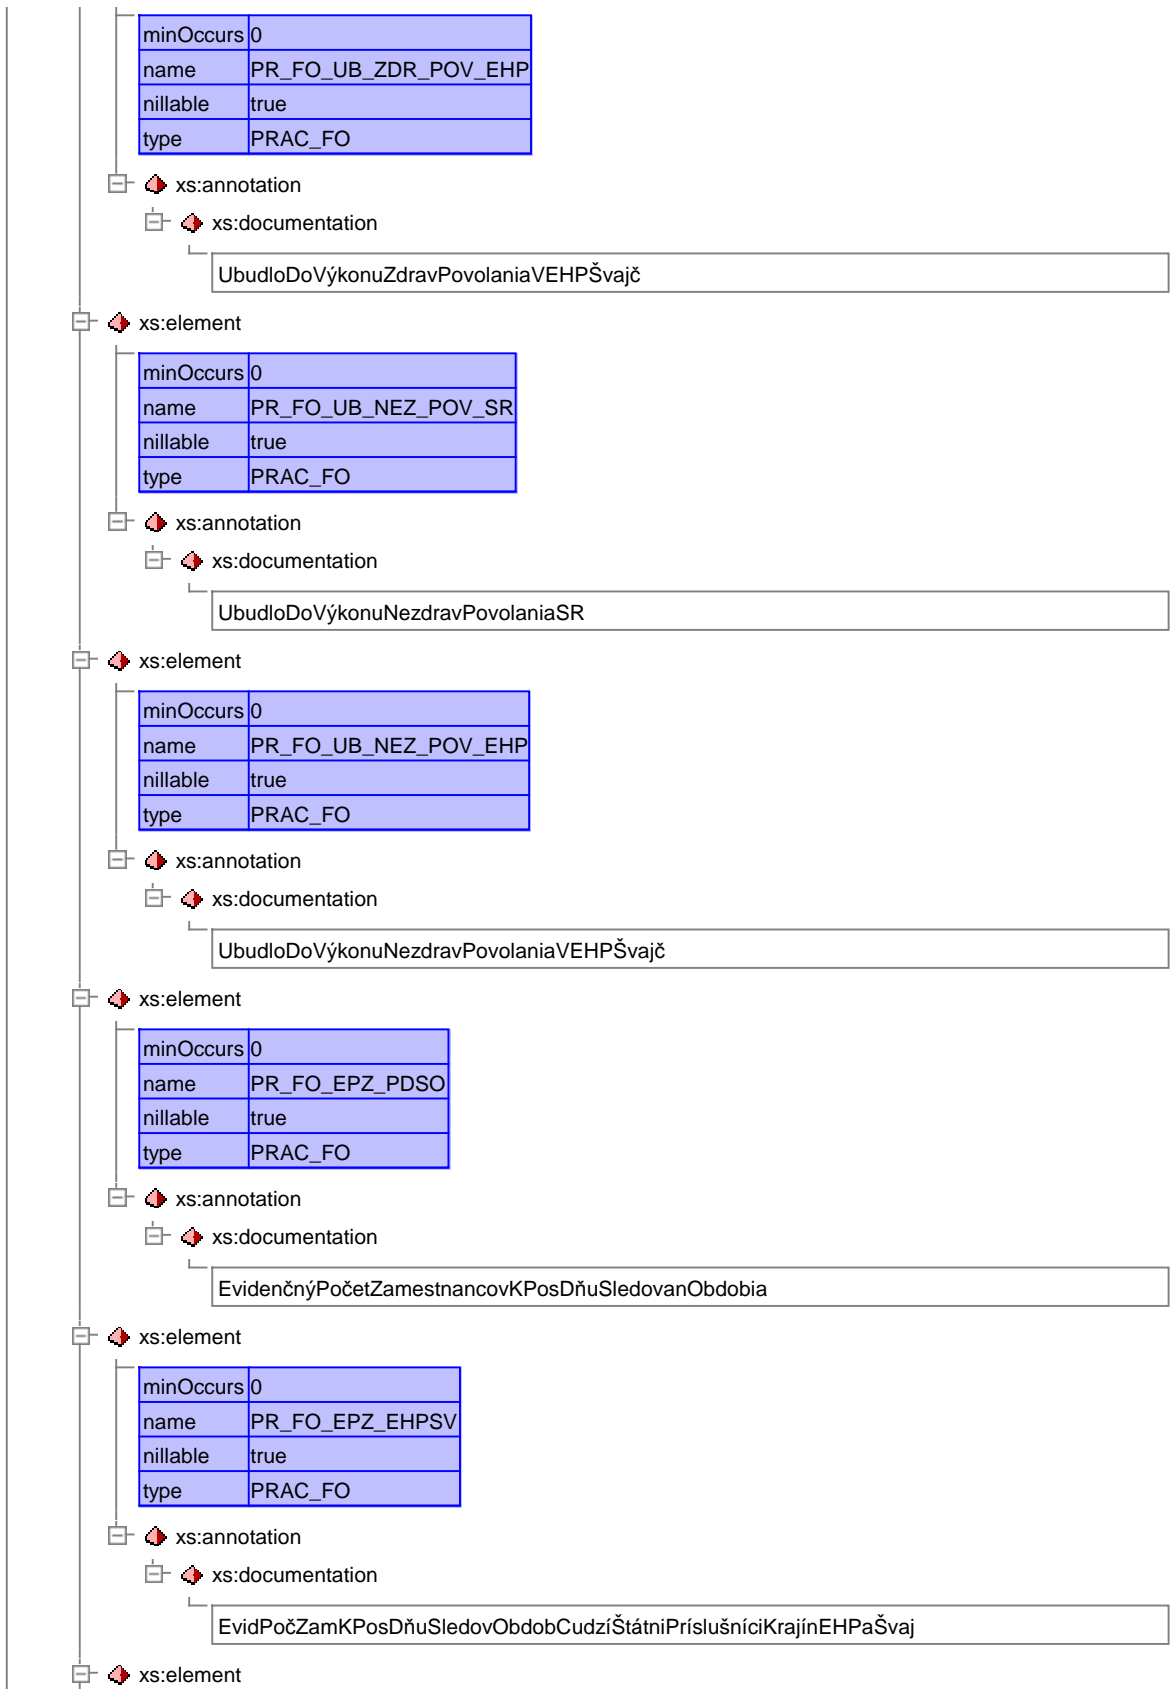 minOccurs 0
name PR_FO_UB_ZDR_POV_EHP
nillable true
type PRAC_FO
xs:annotation
xs:documentation
UbudloDoVýkonuZdravPovolaniaVEHPŠvajč
xs:element
minOccurs 0
name PR_FO_UB_NEZ_POV_SR
nillable true
type PRAC_FO
xs:annotation
xs:documentation
UbudloDoVýkonuNezdravPovolaniaSR
xs:element
minOccurs 0
name PR_FO_UB_NEZ_POV_EHP
nillable true
type PRAC_FO
xs:annotation
xs:documentation
UbudloDoVýkonuNezdravPovolaniaVEHPŠvajč
xs:element
minOccurs 0
name PR_FO_EPZ_PDSO
nillable true
type PRAC_FO
xs:annotation
xs:documentation
EvidenčnýPočetZamestnancovKPosDňuSledovanObdobia
xs:element
minOccurs 0
name PR_FO_EPZ_EHPSV
nillable true
type PRAC_FO
xs:annotation
xs:documentation
EvidPočZamKPosDňuSledovObdobCudzíŠtátniPríslušníciKrajínEHPaŠvaj
xs:element